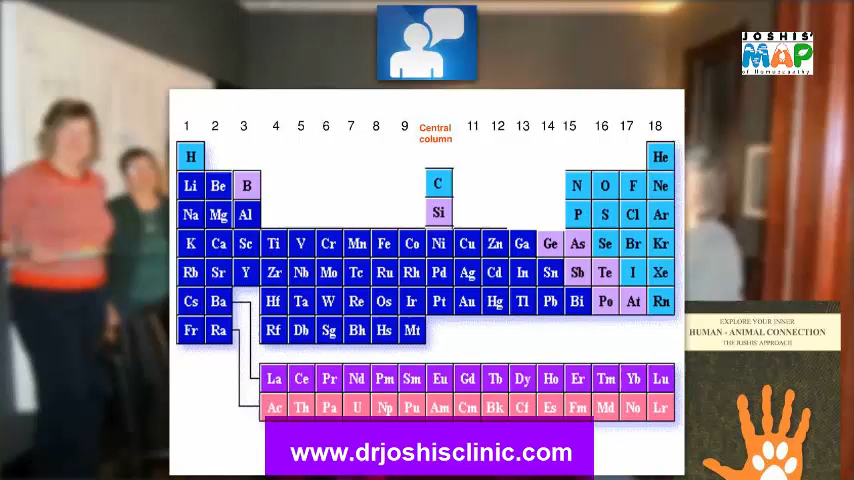 JOSHIS'
MAP
of Homeopathy
1 2 3 4 5 6 7 8 9 Central column 11 12 13 14 15 16 17 18
H He
Li Be B C N O F Ne
Na Mg Al Si P S Cl Ar
K Ca Sc Ti V Cr Mn Fe Co Ni Cu Zn Ga Ge As Se Br Kr
Rb Sr Y Zr Nb Mo Tc Ru Rh Pd Ag Cd In Sn Sb Te I Xe
Cs Ba Hf Ta W Re Os Ir Pt Au Hg Tl Pb Bi Po At Rn
Fr Ra Rf Db Sg Bh Hs Mt
La Ce Pr Nd Pm Sm Eu Gd Tb Dy Ho Er Tm Yb Lu
Ac Th Pa U Np Pu Am Cm Bk Cf Es Fm Md No Lr
EXPLORE YOUR INNER
HUMAN - ANIMAL CONNECTION
THE JOSHIS' APPROACH
www.drjoshisclinic.com